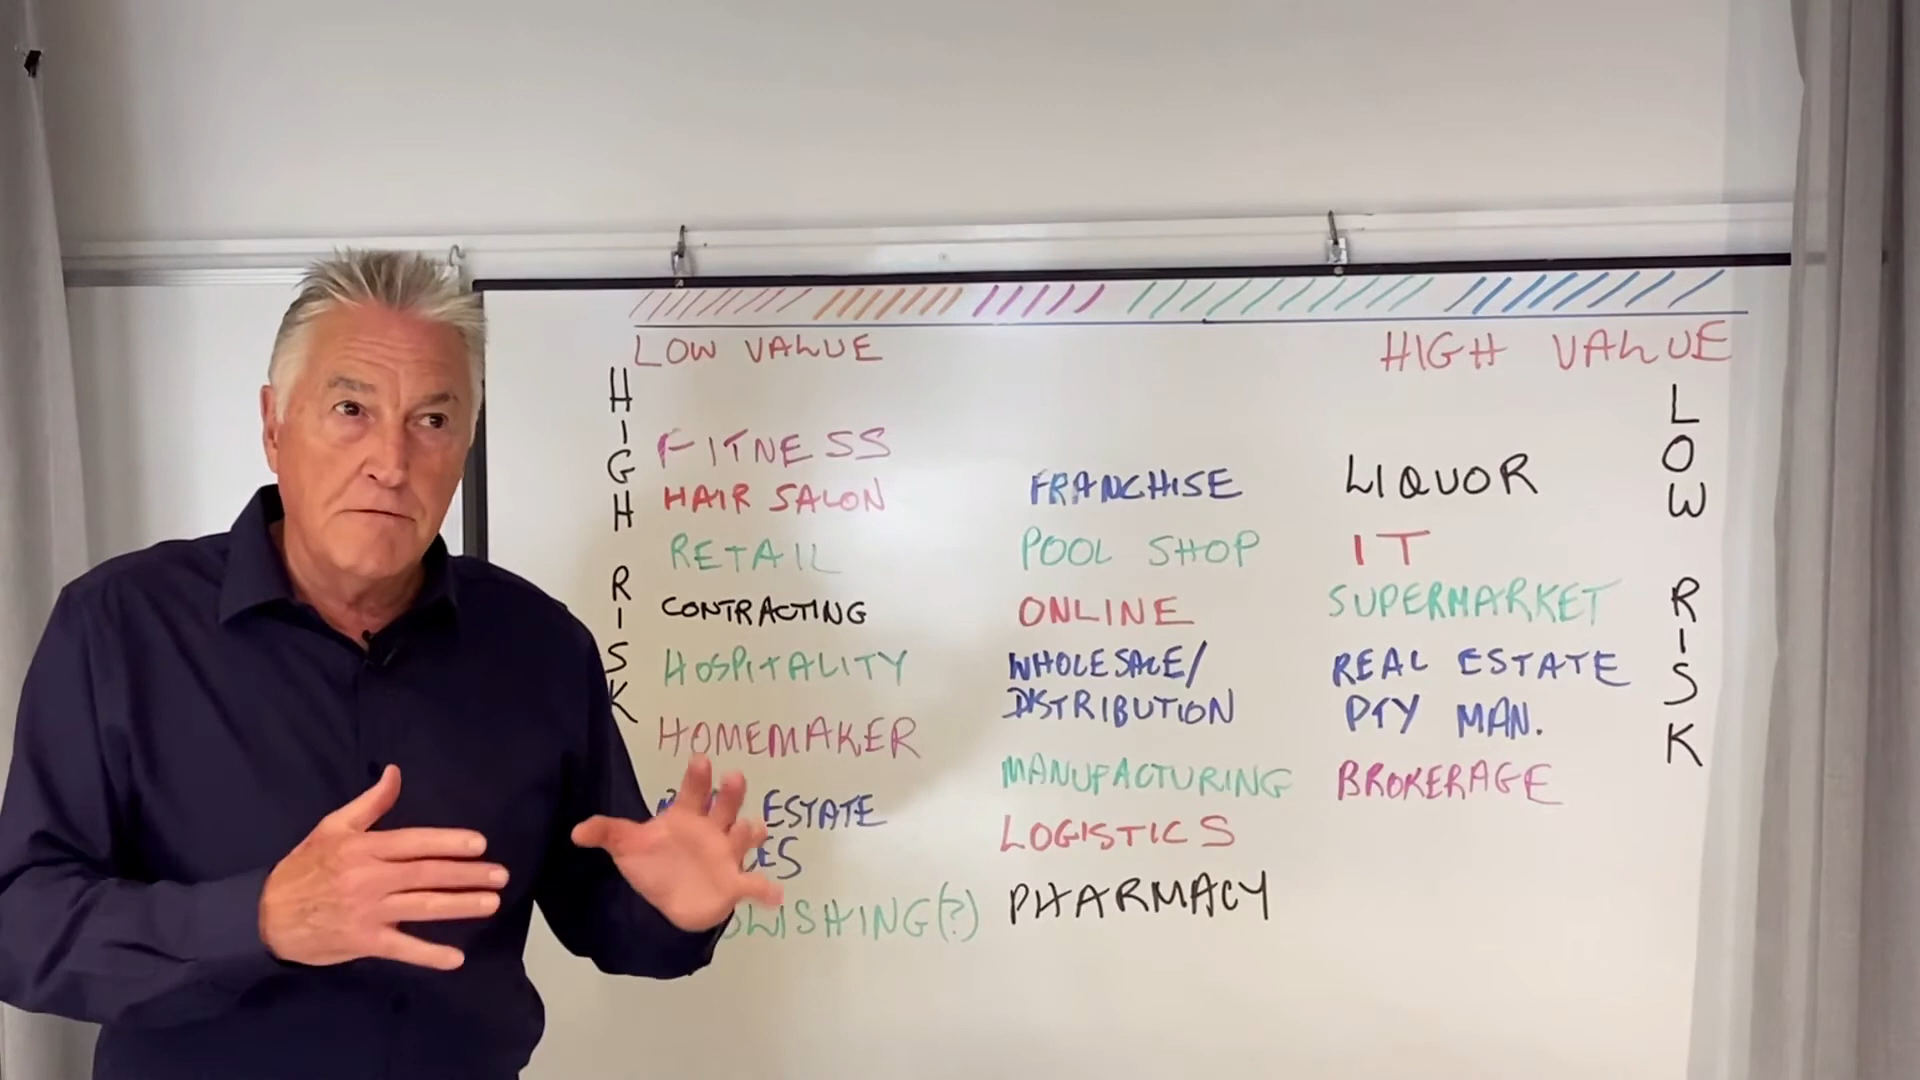 LOW VALUE
HIGH VALUE
HIGH RISK
FITNESS
HAIR SALON
RETAIL
CONTRACTING
HOSPITALITY
HOMEMAKER
ESTATE
FRANCHISE
POOL SHOP
ONLINE
WHOLESALE/
DISTRIBUTION
MANUFACTURING
LOGISTICS
PHARMACY
LIQUOR
IT
SUPERMARKET
REAL ESTATE
PTY MAN.
BROKERAGE
LOW RISK